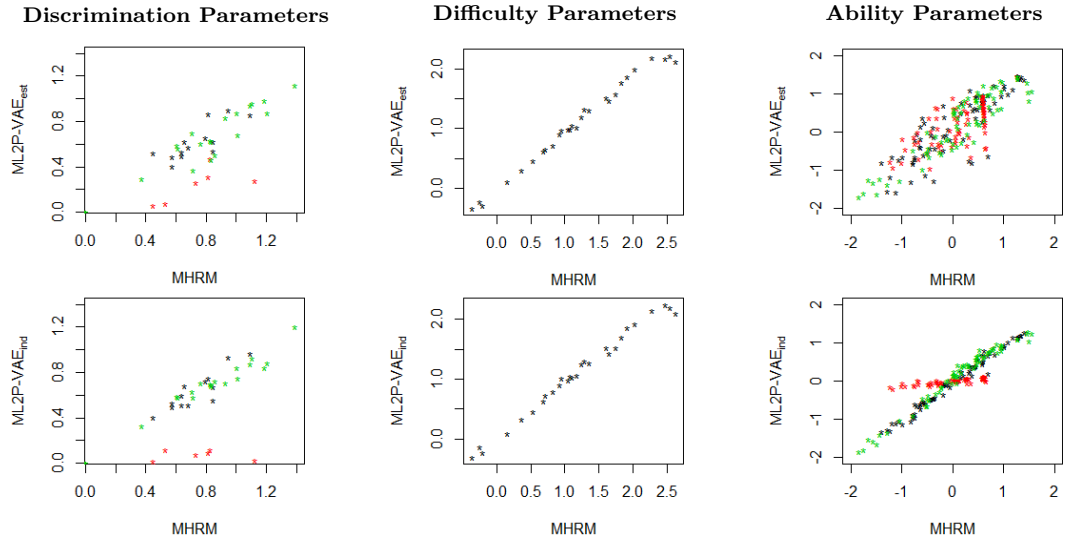 Discrimination Parameters
Difficulty Parameters
Ability Parameters
ML2P-VAEest
1.2
0.8
0.4
0.0
0.0 0.4 0.8 1.2
MHRM
ML2P-VAEest
2.0
1.0
0.0
0.0 0.5 1.0 1.5 2.0 2.5
MHRM
ML2P-VAEest
2
1
0
-1
-2
-2 -1 0 1 2
MHRM
ML2P-VAEind
1.2
0.8
0.4
0.0
0.0 0.4 0.8 1.2
MHRM
ML2P-VAEind
2.0
1.0
0.0
0.0 0.5 1.0 1.5 2.0 2.5
MHRM
ML2P-VAEind
2
1
0
-1
-2
-2 -1 0 1 2
MHRM